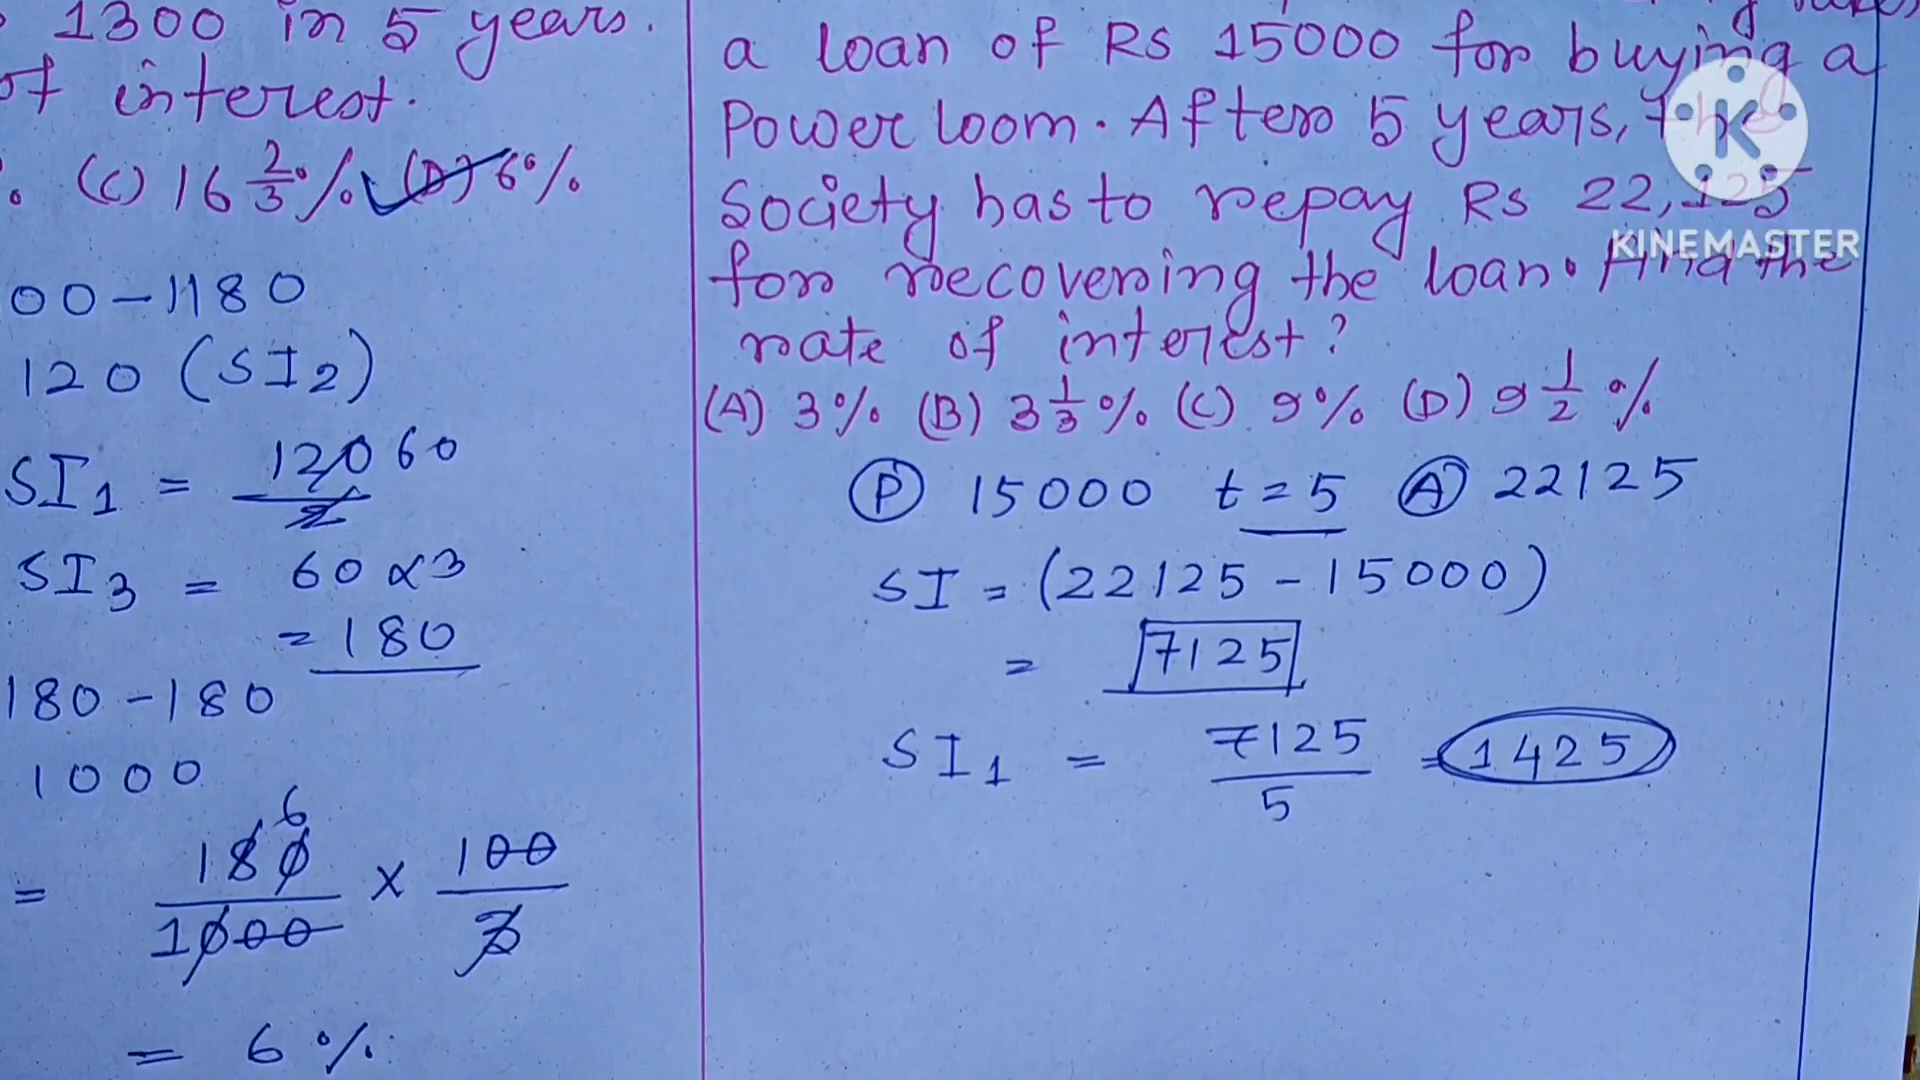 1300 in 5 years.
of interest.
(C) 16 2/3 % (D) 6%
00-1180
120 (SI2)
SI1 = 120/2 60
SI3 = 60 x 3
= 180
180-180
1000
= 180/1000 x 100/3
6
= 6 %
a loan of Rs 15000 for buying a
Power loom. After 5 years, the
Society has to repay Rs 22,125
for recovering the loan. Find the
rate of interest?
(A) 3% (B) 3 1/3 % (C) 9% (D) 9 1/2 %
(P) 15000 t = 5 (A) 22125
SI = (22125 - 15000)
= 7125
SI1 = 7125/5 = 1425
K
KINEMASTER